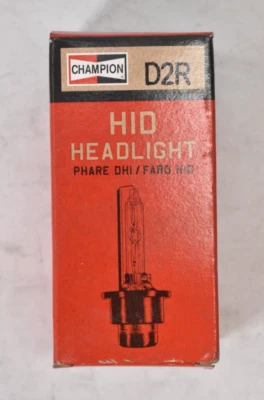 CHAMPION
D2R
HID
HEADLIGHT
PHARE DHI / FARO HID